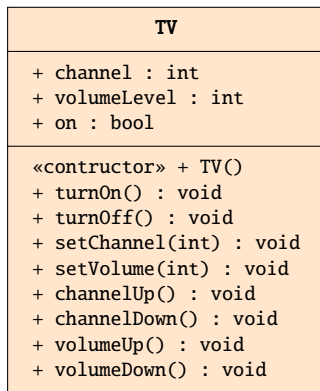 TV
+ channel : int
+ volumeLevel : int
+ on : bool
«contructor» + TV()
+ turnOn() : void
+ turnOff() : void
+ setChannel(int) : void
+ setVolume(int) : void
+ channelUp() : void
+ channelDown() : void
+ volumeUp() : void
+ volumeDown() : void